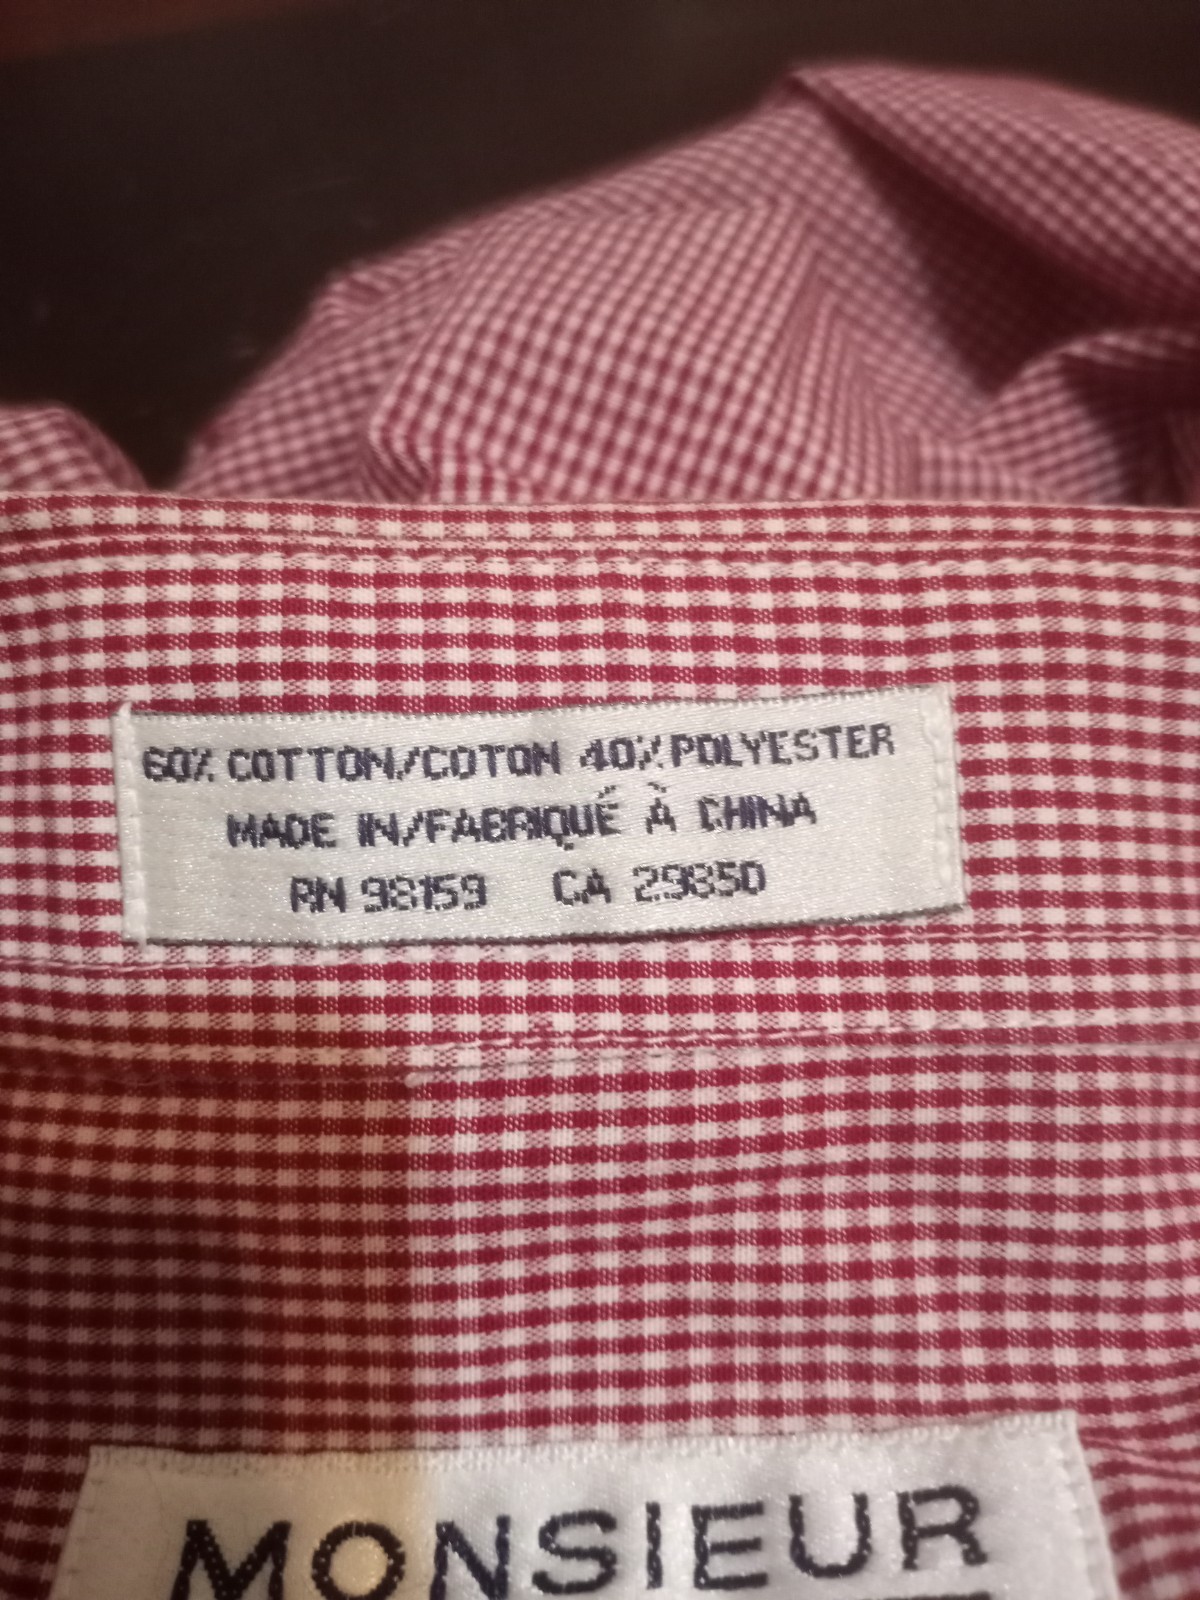 60% COTTON/COTON 40% POLYESTER
MADE IN/FABRIQUÉ À CHINA
RN 98159 CA 29850
MONSIEUR